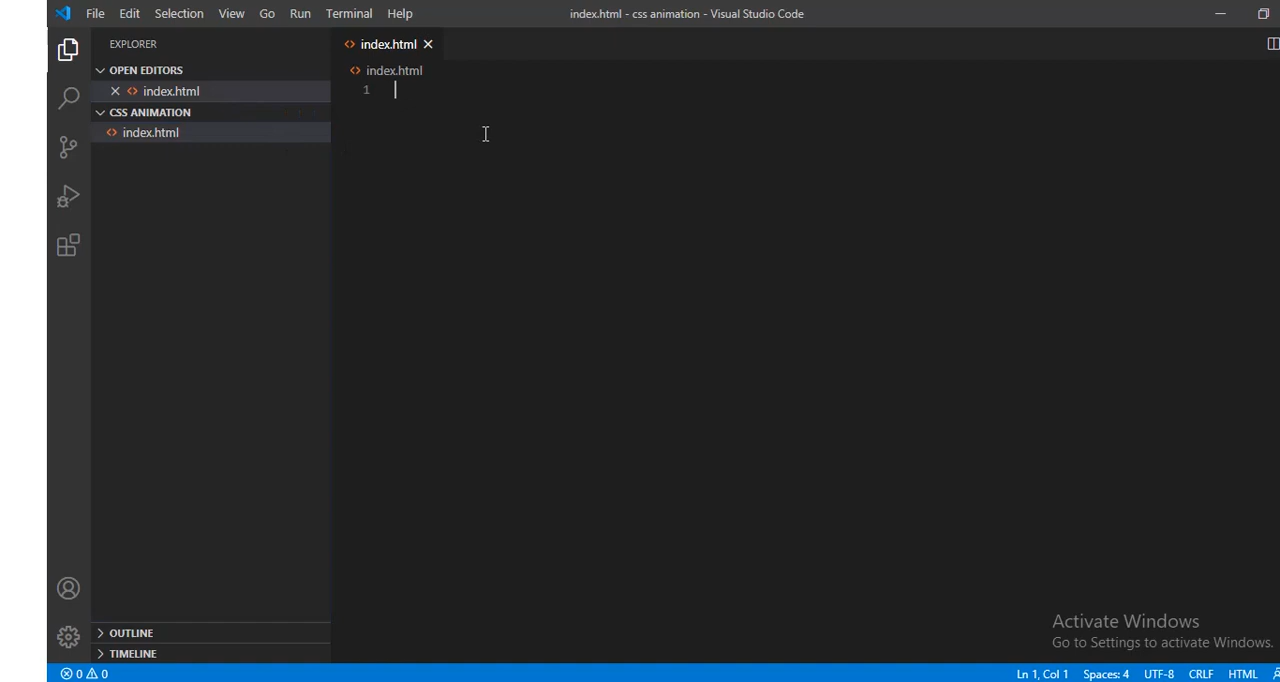 File Edit Selection View Go Run Terminal Help index.html - css animation - Visual Studio Code
EXPLORER
OPEN EDITORS
index.html
CSS ANIMATION
index.html
OUTLINE
TIMELINE
index.html
index.html
1
Activate Windows
Go to Settings to activate Windows.
0 0 Ln 1, Col 1 Spaces: 4 UTF-8 CRLF HTML